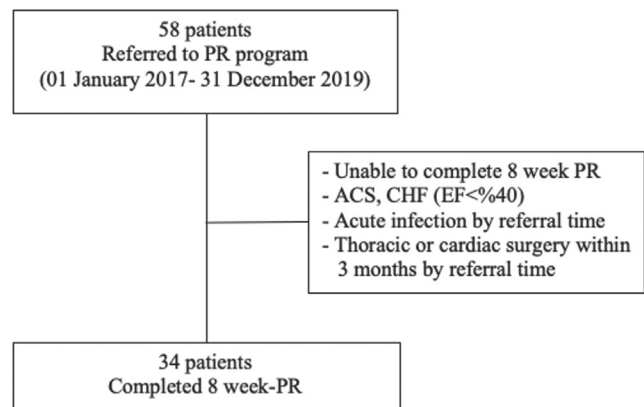 58 patients
Referred to PR program
(01 January 2017- 31 December 2019)
- Unable to complete 8 week PR
- ACS, CHF (EF<%40)
- Acute infection by referral time
- Thoracic or cardiac surgery within
3 months by referral time
34 patients
Completed 8 week-PR